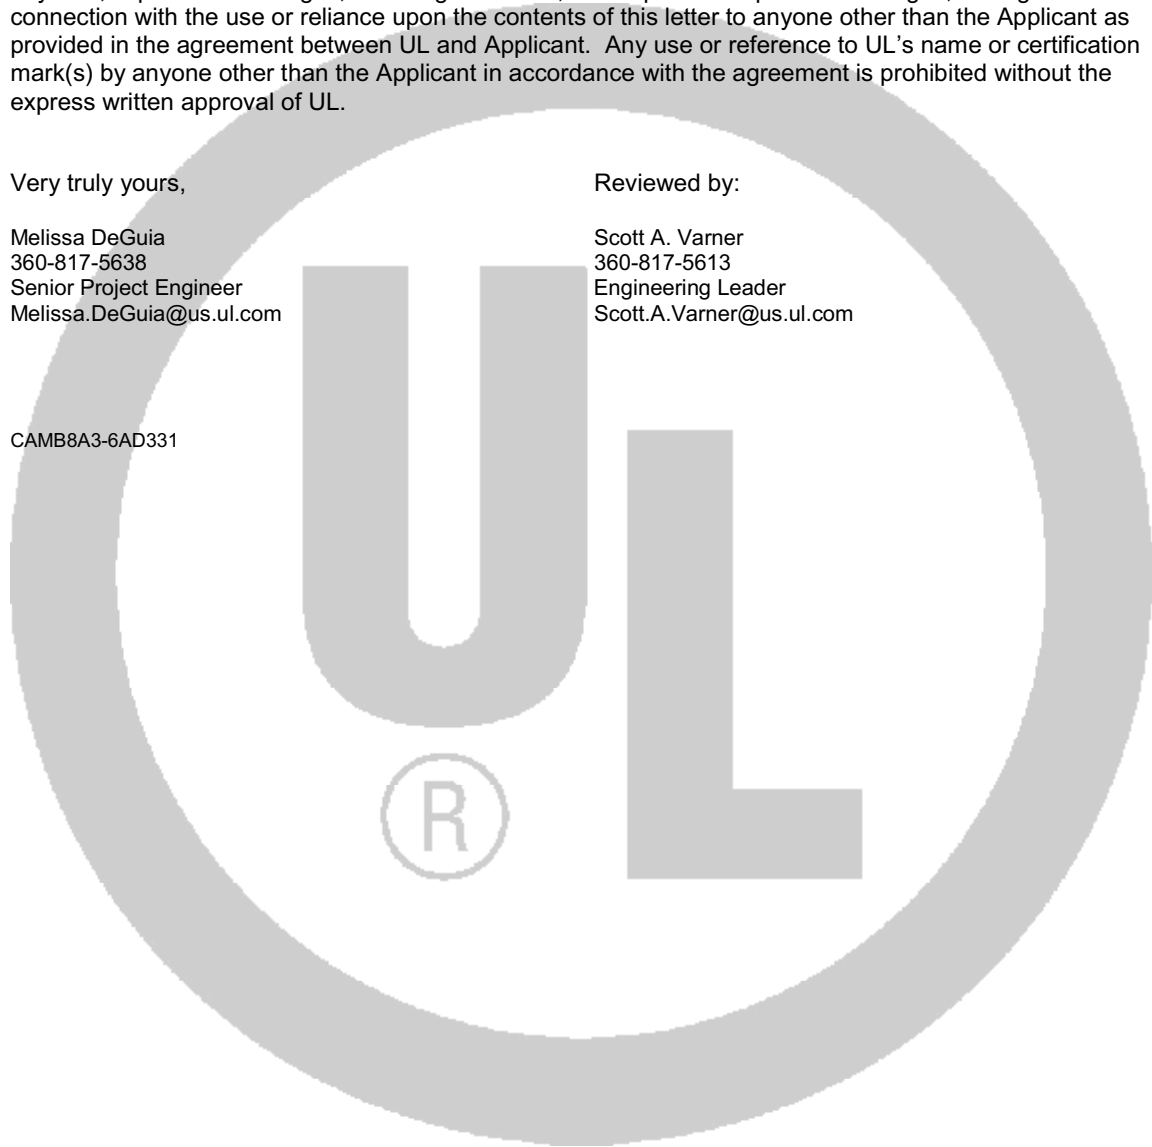 connection with the use or reliance upon the contents of this letter to anyone other than the Applicant as
provided in the agreement between UL and Applicant.  Any use or reference to UL’s name or certification
mark(s) by anyone other than the Applicant in accordance with the agreement is prohibited without the
express written approval of UL.
Very truly yours,
Reviewed by:
Melissa DeGuia
360-817-5638
Senior Project Engineer
Melissa.DeGuia@us.ul.com
Scott A. Varner
360-817-5613
Engineering Leader
Scott.A.Varner@us.ul.com
CAMB8A3-6AD331
UL
®